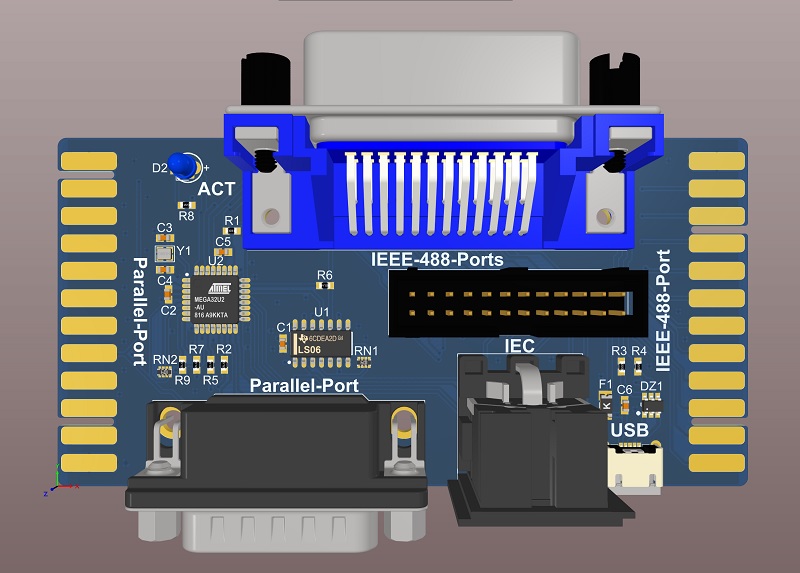 D2
+
ACT
R8
R1
C3
C5
Y1
U2
C4
C2
ATMEL
MEGA32U2
-AU
816 A9KKTA
Parallel-Port
IEEE-488-Ports
IEEE-488-Port
R6
U1
C1
6CDEA2D
LS06
RN1
RN2
R9
R7
R5
R2
Parallel-Port
IEC
R3
R4
F1
K
C6
DZ1
USB
Z